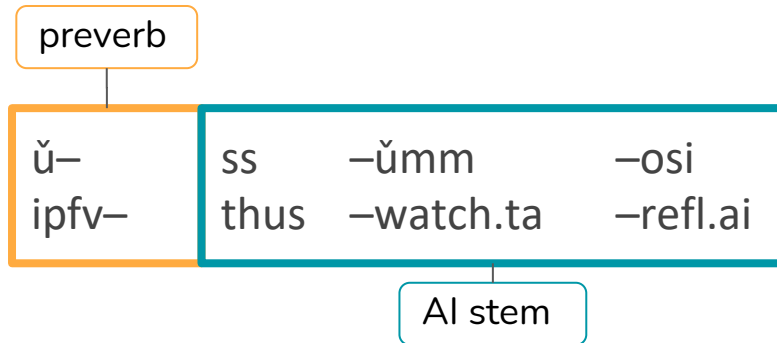 preverb
ŭ– ss –ŭmm –osi
ipfv– thus –watch.ta –refl.ai
AI stem